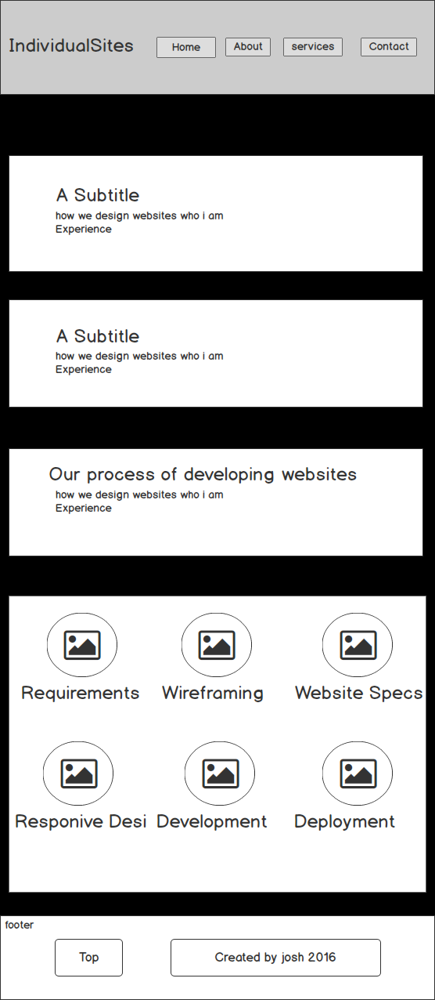 IndividualSites
Home
About
services
Contact
A Subtitle
how we design websites who i am
Experience
A Subtitle
how we design websites who i am
Experience
Our process of developing websites
how we design websites who i am
Experience
Requirements
Wireframing
Website Specs
Responive Desi
Development
Deployment
footer
Top
Created by josh 2016